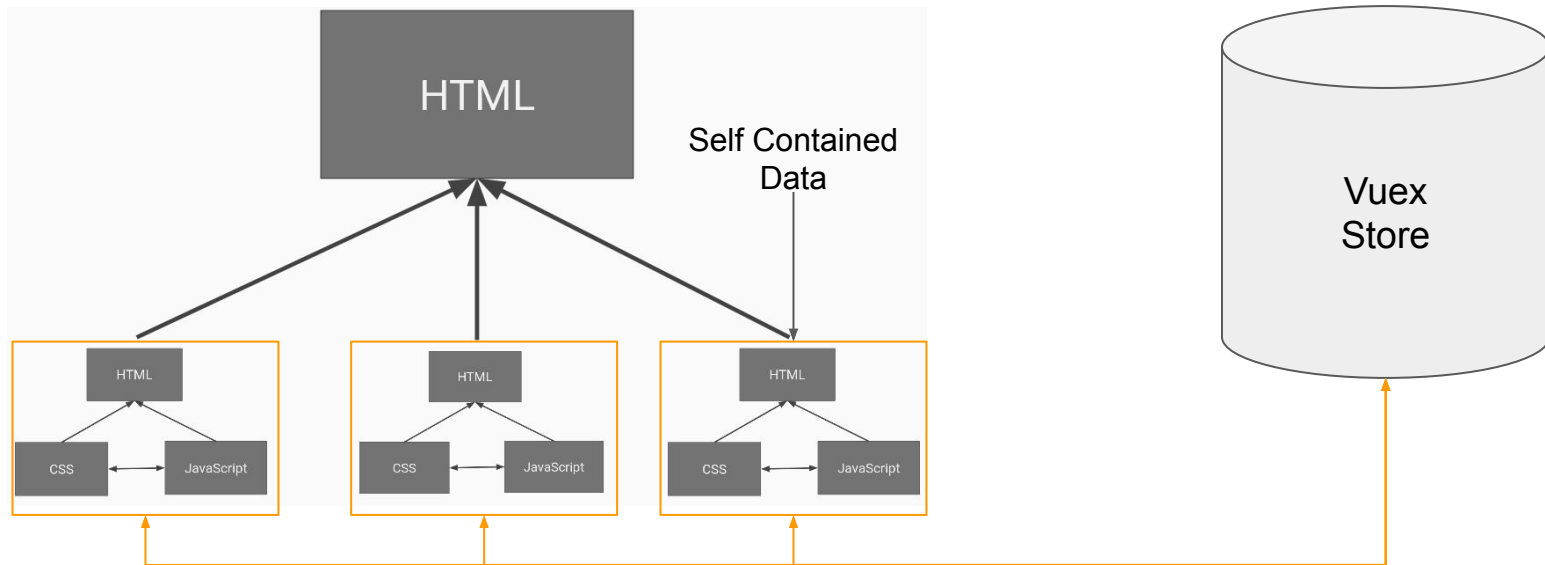 HTML
Self Contained
Data
Vuex
Store
HTML
CSS
JavaScript
HTML
CSS
JavaScript
HTML
CSS
JavaScript